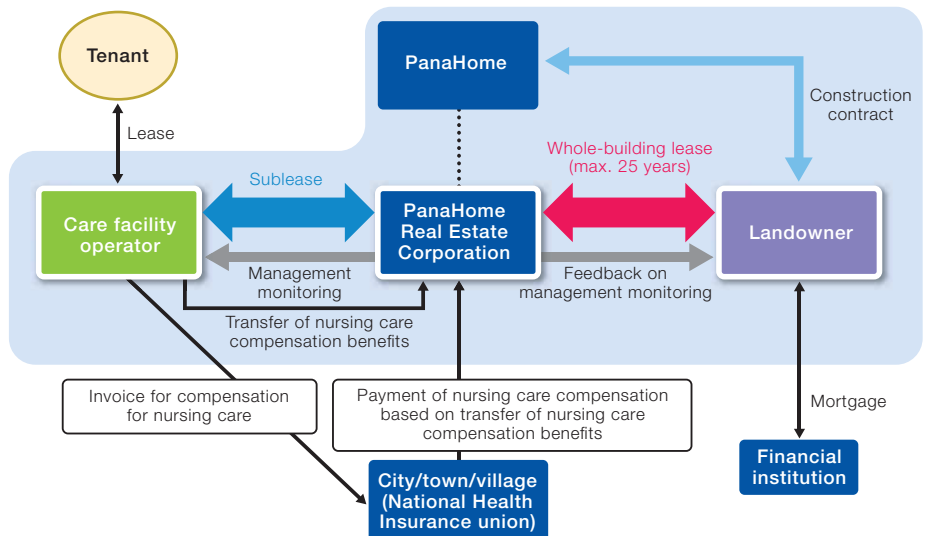 Tenant
PanaHome
Construction
contract
Lease
Whole-building lease
(max. 25 years)
Sublease
Care facility
operator
PanaHome
Real Estate
Corporation
Landowner
Management
monitoring
Feedback on
management monitoring
Transfer of nursing care
compensation benefits
Invoice for compensation
for nursing care
Payment of nursing care compensation
based on transfer of nursing care
compensation benefits
Mortgage
Financial
institution
City/town/village
(National Health
Insurance union)